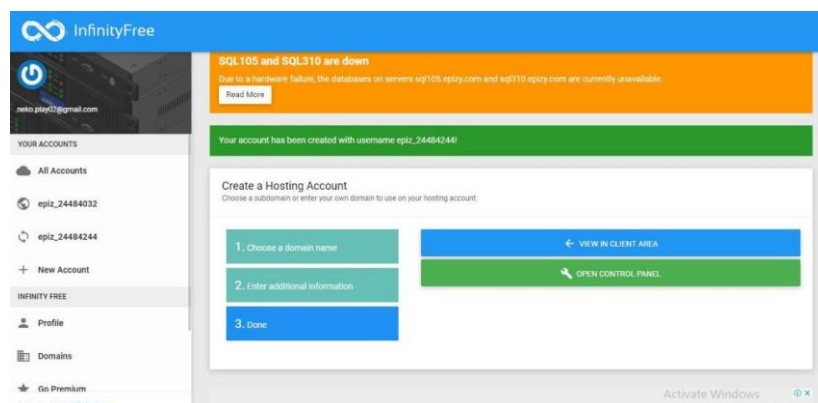 InfinityFree
neko.play02@gmail.com
YOUR ACCOUNTS
All Accounts
epiz_24484032
epiz_24484244
New Account
INFINITY FREE
Profile
Domains
Go Premium
SQL105 and SQL310 are down
Due to a hardware failure, the databases on servers sql105.epizy.com and sql310.epizy.com are currently unavailable.
Read More
Your account has been created with username epiz_24484244!
Create a Hosting Account
Choose a subdomain or enter your own domain to use on your hosting account.
1. Choose a domain name
2. Enter additional information
3. Done
VIEW IN CLIENT AREA
OPEN CONTROL PANEL
Activate Windows